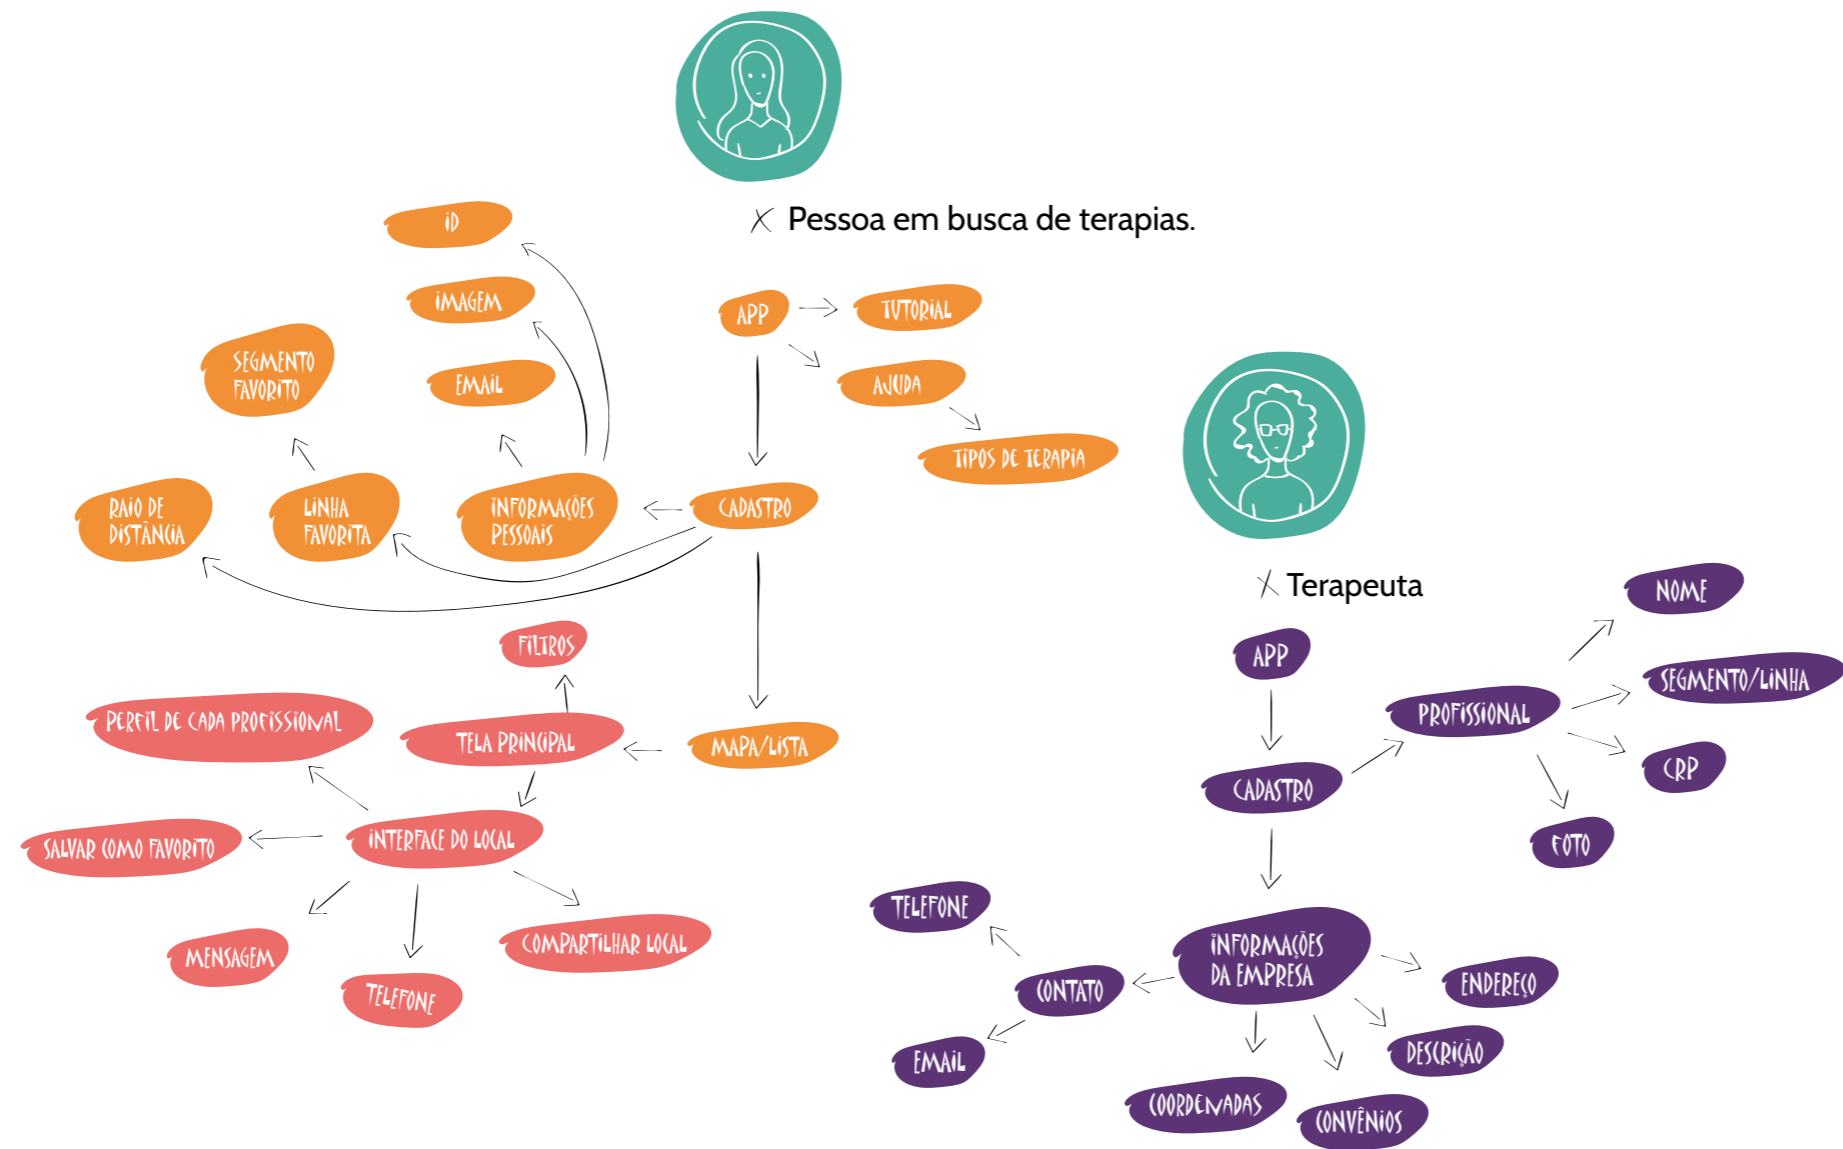 Pessoa em busca de terapias.
ID
IMAGEM
APP
TUTORIAL
SEGMENTO
FAVORITO
EMAIL
AJUDA
TIPOS DE TERAPIA
RAIO DE
DISTÂNCIA
LINHA
FAVORITA
INFORMAÇÕES
PESSOAIS
CADASTRO
FILTROS
PERFIL DE CADA PROFISSIONAL
TELA PRINCIPAL
MAPA/LISTA
SALVAR COMO FAVORITO
INTERFACE DO LOCAL
MENSAGEM
TELEFONE
COMPARTILHAR LOCAL
Terapeuta
NOME
APP
SEGMENTO/LINHA
PROFISSIONAL
CRP
CADASTRO
FOTO
TELEFONE
INFORMAÇÕES
DA EMPRESA
CONTATO
ENDEREÇO
EMAIL
DESCRIÇÃO
COORDENADAS
CONVÊNIOS